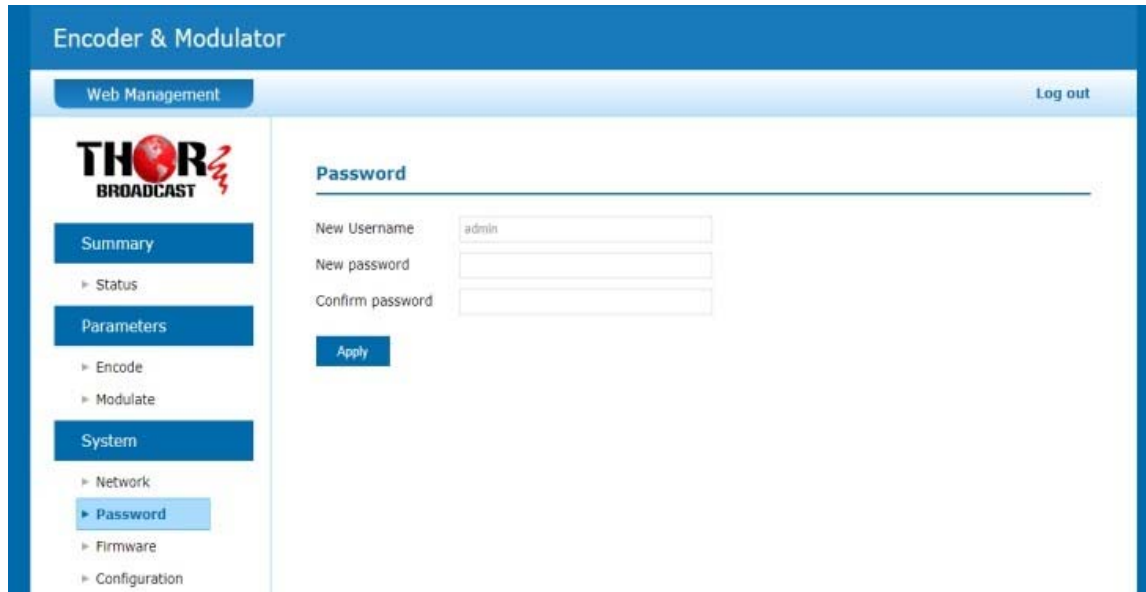 Encoder & Modulator
Web Management
Log out
THOR
BROADCAST
Password
New Username admin
New password
Confirm password
Apply
Summary
Status
Parameters
Encode
Modulate
System
Network
Password
Firmware
Configuration